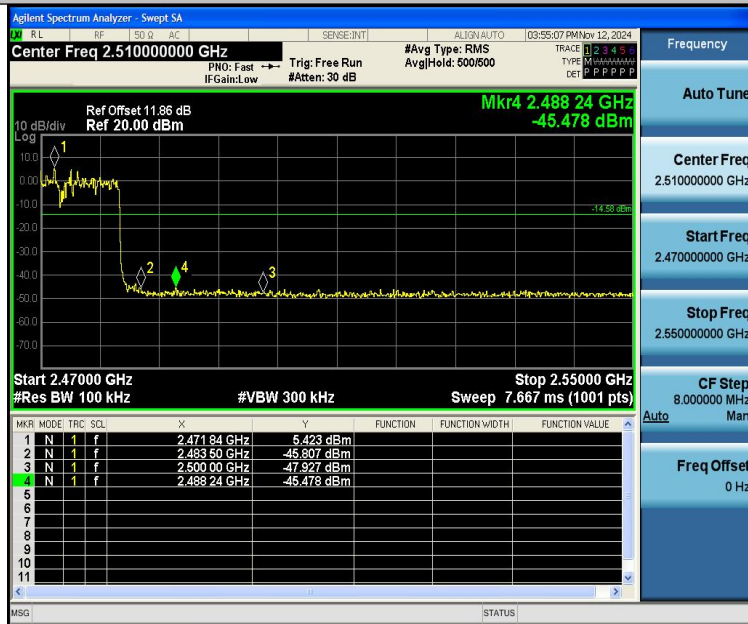 Agilent Spectrum Analyzer - Swept SA
LXI RL RF 50 Ω AC SENSE:INT ALIGN AUTO 03:55:07 PM Nov 12, 2024
Center Freq 2.510000000 GHz #Avg Type: RMS TRACE 1 2 3 4 5 6
PNO: Fast Trig: Free Run Avg|Hold: 500/500 TYPE M
IFGain:Low #Atten: 30 dB DET P P P P P P
Mkr4 2.488 24 GHz
Ref Offset 11.86 dB
10 dB/div Ref 20.00 dBm -45.478 dBm
Log
10.0
0.00
-10.0
-20.0
-30.0
-40.0
-50.0
-60.0
-70.0
1
2
4
3
-14.58 dBm
Start 2.47000 GHz Stop 2.55000 GHz
#Res BW 100 kHz #VBW 300 kHz Sweep 7.667 ms (1001 pts)
MKR MODE TRC SCL X Y FUNCTION FUNCTION WIDTH FUNCTION VALUE
1 N 1 f 2.471 84 GHz 5.423 dBm
2 N 1 f 2.483 50 GHz -45.807 dBm
3 N 1 f 2.500 00 GHz -47.927 dBm
4 N 1 f 2.488 24 GHz -45.478 dBm
5
6
7
8
9
10
11
MSG STATUS
Frequency
Auto Tune
Center Freq
2.510000000 GHz
Start Freq
2.470000000 GHz
Stop Freq
2.550000000 GHz
CF Step
8.000000 MHz
Auto Man
Freq Offset
0 Hz